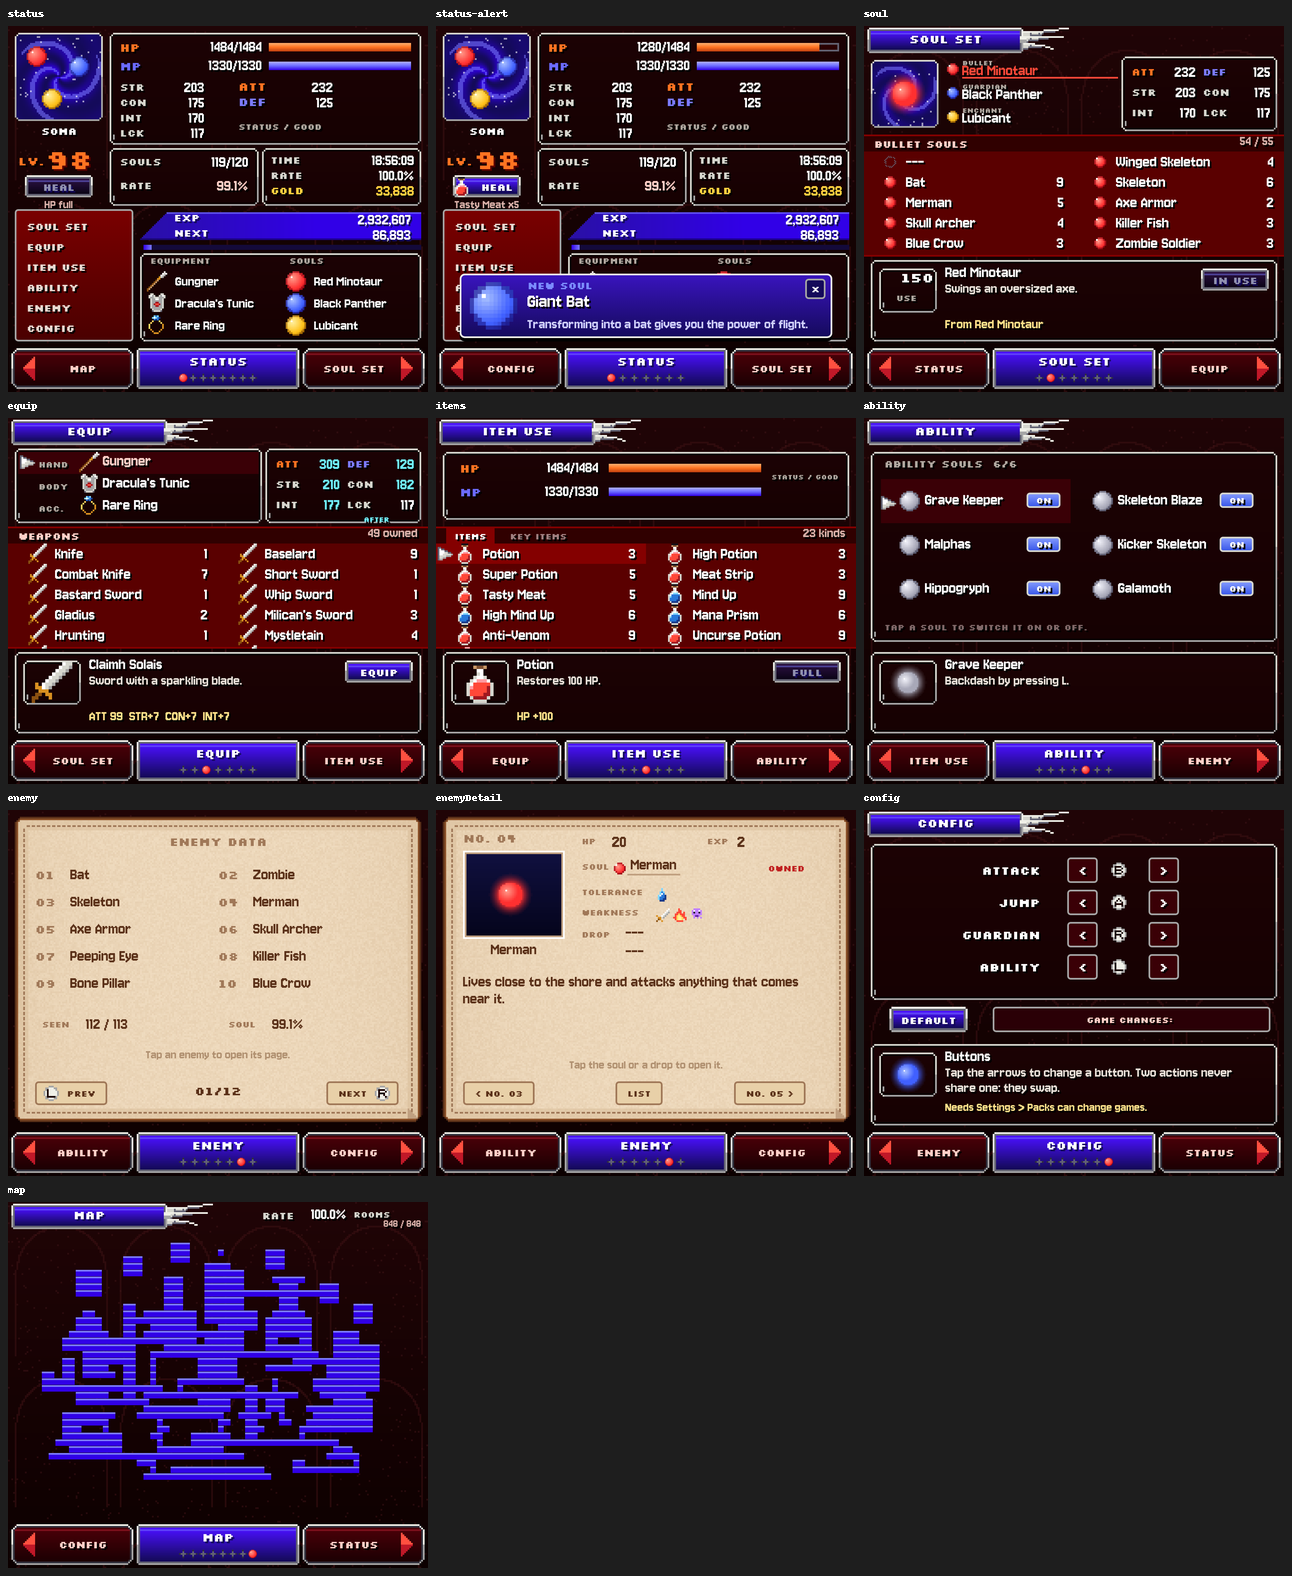 status
HP 1484/1484
MP 1330/1330
STR 203 ATT 232
CON 175 DEF 125
INT 170
LCK 117
STATUS / GOOD
SOMA
LV. 98
HEAL
HP full
SOULS 119/120
RATE 99.1%
TIME 18:56:09
RATE 100.0%
GOLD 33,838
SOUL SET
EQUIP
ITEM USE
ABILITY
ENEMY
CONFIG
EXP 2,932,607
NEXT 86,893
EQUIPMENT SOULS
Gungner Red Minotaur
Dracula's Tunic Black Panther
Rare Ring Lubicant
MAP STATUS SOUL SET
status-alert
HP 1280/1484
MP 1330/1330
STR 203 ATT 232
CON 175 DEF 125
INT 170
LCK 117
STATUS / GOOD
SOMA
LV. 98
HEAL
Tasty Meat x5
SOULS 119/120
RATE 99.1%
TIME 18:56:09
RATE 100.0%
GOLD 33,838
SOUL SET
EQUIP
ITEM USE
EXP 2,932,607
NEXT 86,893
EQUIPMENT SOULS
NEW SOUL
Giant Bat
Transforming into a bat gives you the power of flight.
CONFIG STATUS SOUL SET
soul
SOUL SET
BULLET
Red Minotaur
GUARDIAN
Black Panther
ENCHANT
Lubicant
ATT 232 DEF 125
STR 203 CON 175
INT 170 LCK 117
BULLET SOULS 54 / 55
--- Winged Skeleton 4
Bat 9 Skeleton 6
Merman 5 Axe Armor 2
Skull Archer 4 Killer Fish 3
Blue Crow 3 Zombie Soldier 3
150
USE
Red Minotaur
Swings an oversized axe.
From Red Minotaur
IN USE
STATUS SOUL SET EQUIP
equip
EQUIP
HAND Gungner
BODY Dracula's Tunic
ACC. Rare Ring
ATT 309 DEF 129
STR 210 CON 182
INT 177 LCK 117
AFTER
WEAPONS 49 owned
Knife 1 Baselard 9
Combat Knife 7 Short Sword 1
Bastard Sword 1 Whip Sword 1
Gladius 2 Milican's Sword 3
Hrunting 1 Mystletain 4
Claimh Solais
Sword with a sparkling blade.
ATT 99 STR+7 CON+7 INT+7
EQUIP
SOUL SET EQUIP ITEM USE
items
ITEM USE
HP 1484/1484
MP 1330/1330
STATUS / GOOD
ITEMS KEY ITEMS 23 kinds
Potion 3 High Potion 3
Super Potion 5 Meat Strip 3
Tasty Meat 5 Mind Up 9
High Mind Up 6 Mana Prism 6
Anti-Venom 9 Uncurse Potion 9
Potion
Restores 100 HP.
HP +100
FULL
EQUIP ITEM USE ABILITY
ability
ABILITY
ABILITY SOULS 6/6
Grave Keeper ON Skeleton Blaze ON
Malphas ON Kicker Skeleton ON
Hippogryph ON Galamoth ON
TAP A SOUL TO SWITCH IT ON OR OFF.
Grave Keeper
Backdash by pressing L.
ITEM USE ABILITY ENEMY
enemy
ENEMY DATA
01 Bat 02 Zombie
03 Skeleton 04 Merman
05 Axe Armor 06 Skull Archer
07 Peeping Eye 08 Killer Fish
09 Bone Pillar 10 Blue Crow
SEEN 112 / 113 SOUL 99.1%
Tap an enemy to open its page.
L PREV 01/12 NEXT R
ABILITY ENEMY CONFIG
enemyDetail
NO. 04
HP 20 EXP 2
SOUL Merman OWNED
TOLERANCE
WEAKNESS
DROP ---
---
Merman
Lives close to the shore and attacks anything that comes
near it.
Tap the soul or a drop to open it.
< NO. 03 LIST NO. 05 >
ABILITY ENEMY CONFIG
config
CONFIG
ATTACK < B >
JUMP < A >
GUARDIAN < R >
ABILITY < L >
DEFAULT GAME CHANGES:
Buttons
Tap the arrows to change a button. Two actions never
share one: they swap.
Needs Settings > Packs can change games.
ENEMY CONFIG STATUS
map
MAP
RATE 100.0% ROOMS
848 / 848
CONFIG MAP STATUS